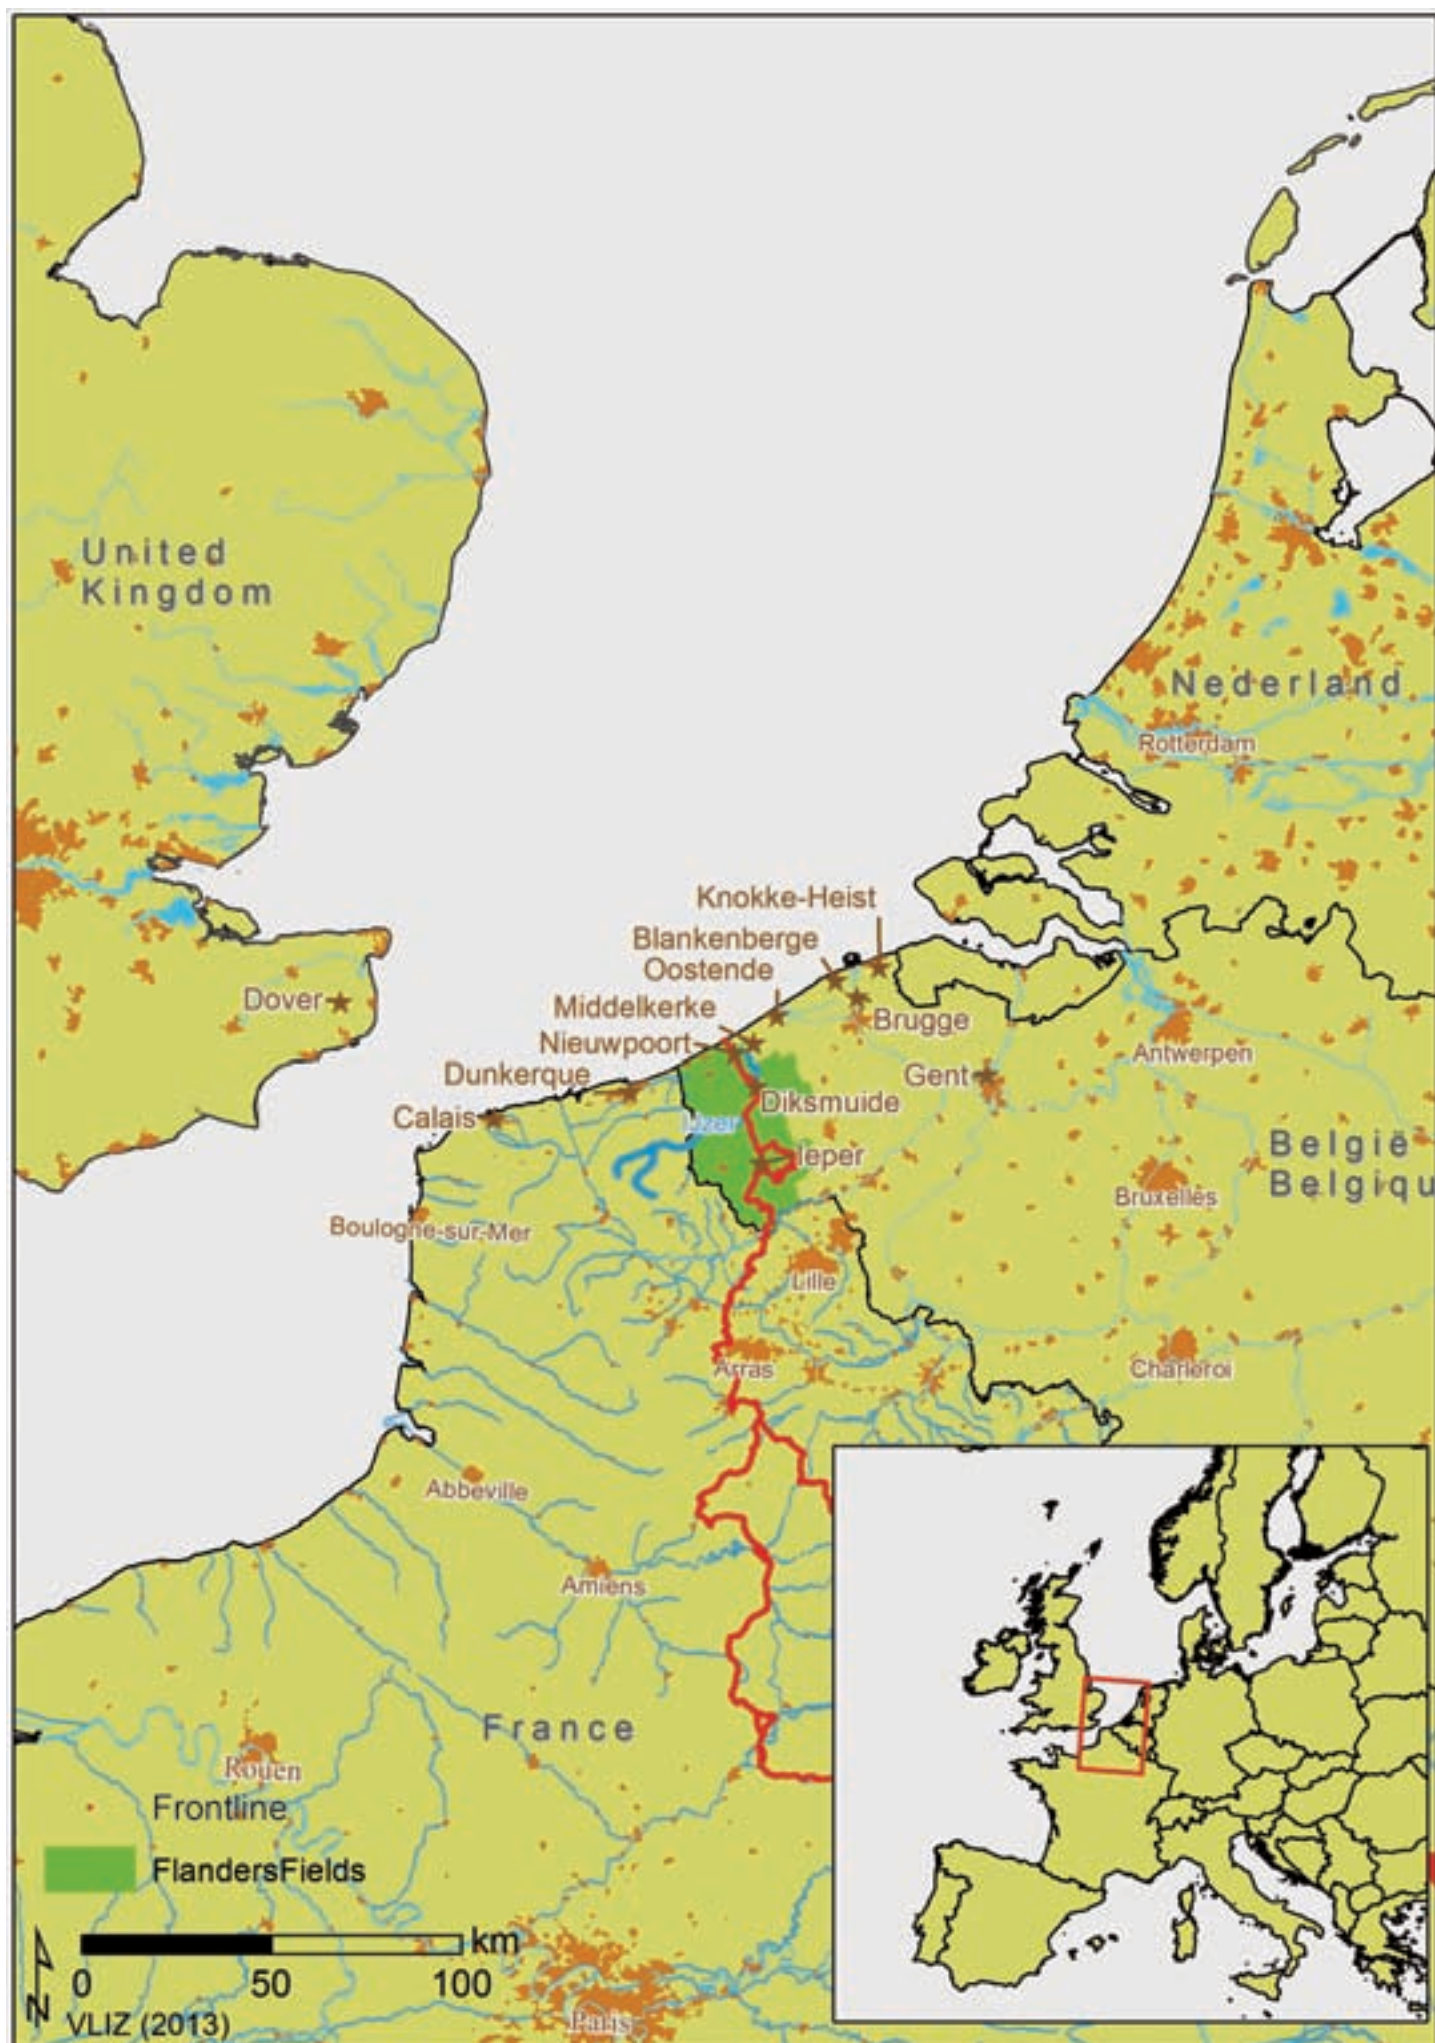 United
Kingdom
Nederland
Rotterdam
Knokke-Heist
Blankenberge
Oostende
Middelkerke
Nieuwpoort
Dunkerque
Calais
Dover
Brugge
Antwerpen
Gent
Diksmuide
IJzer
Ieper
België
Belgiqu
Bruxelles
Boulogne-sur-Mer
Lille
Arras
Charleroi
Abbeville
Amiens
France
Rouen
Frontline
FlandersFields
km
0 50 100
N
VLIZ (2013)
Paris